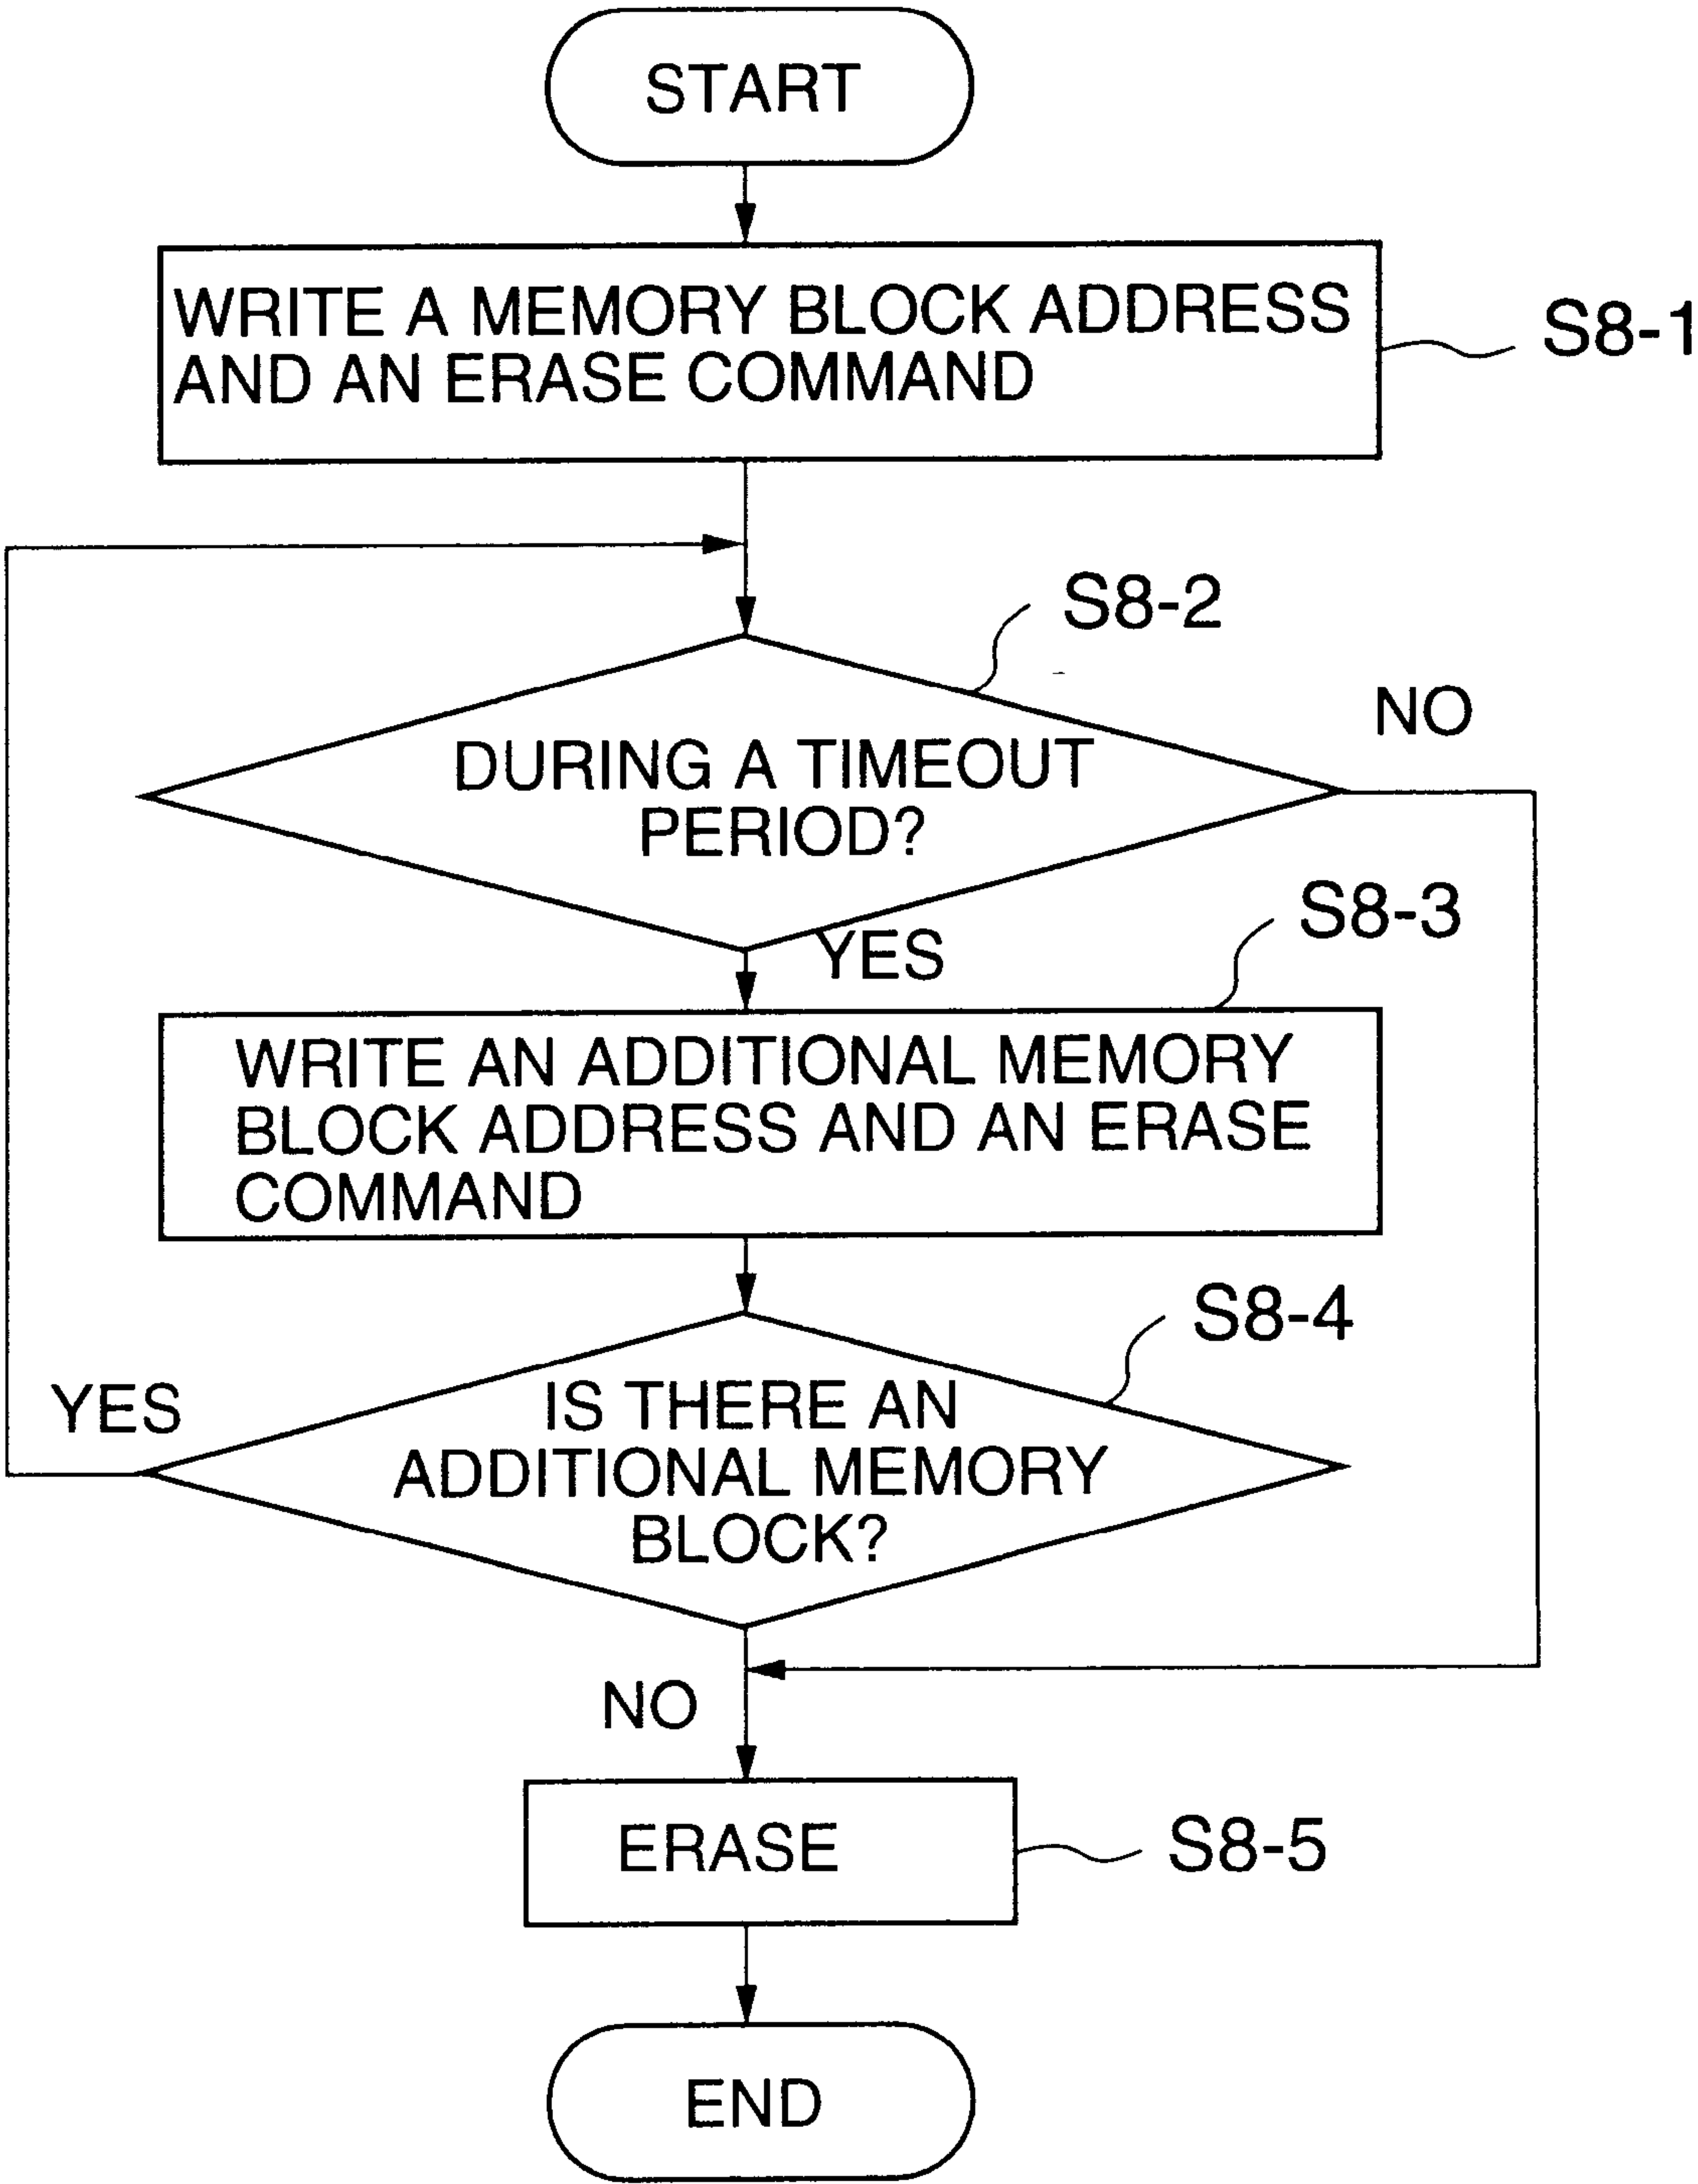 START
WRITE A MEMORY BLOCK ADDRESS
AND AN ERASE COMMAND
S8-1
S8-2
NO
DURING A TIMEOUT
PERIOD?
S8-3
YES
WRITE AN ADDITIONAL MEMORY
BLOCK ADDRESS AND AN ERASE
COMMAND
S8-4
YES
IS THERE AN
ADDITIONAL MEMORY
BLOCK?
NO
ERASE
S8-5
END